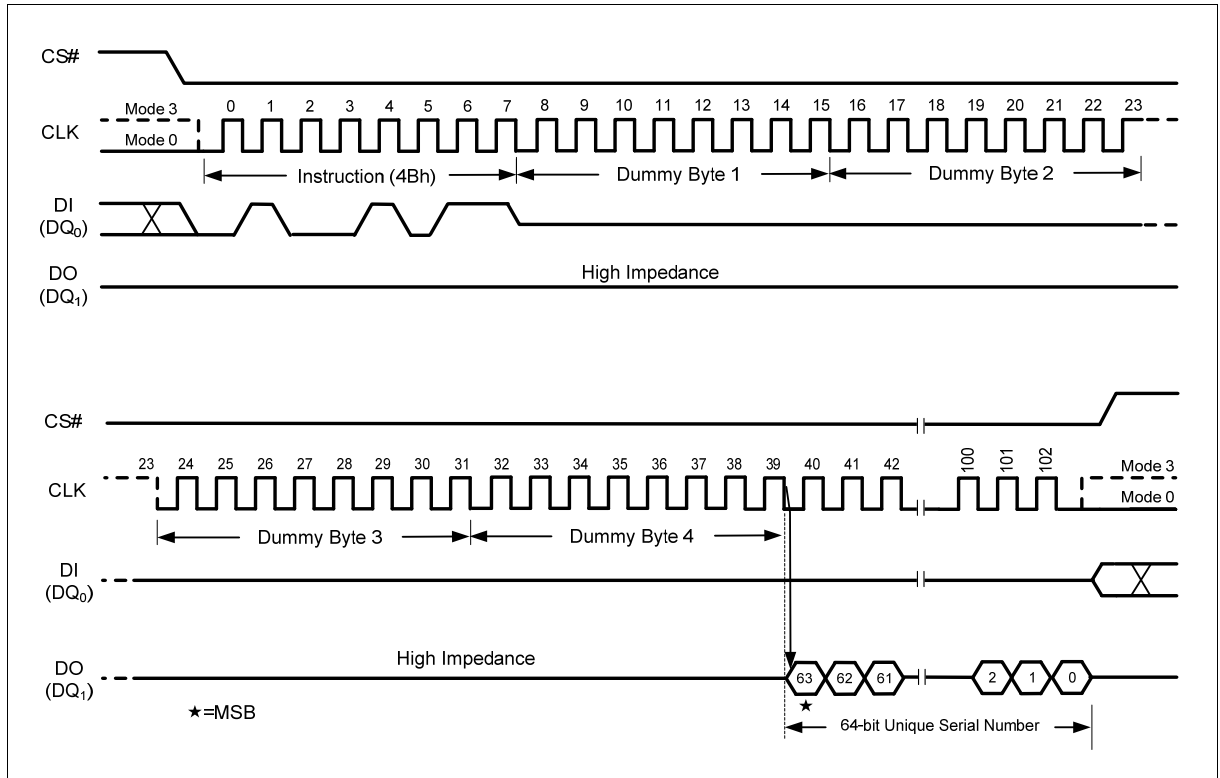 CS#
Mode 3
0 1 2 3 4 5 6 7 8 9 10 11 12 13 14 15 16 17 18 19 20 21 22 23
CLK
Mode 0
Instruction (4Bh) Dummy Byte 1 Dummy Byte 2
DI
(DQ0)
DO
(DQ1)
High Impedance
CS#
23 24 25 26 27 28 29 30 31 32 33 34 35 36 37 38 39 40 41 42 100 101 102
Mode 3
CLK
Mode 0
Dummy Byte 3 Dummy Byte 4
DI
(DQ0)
High Impedance
DO
(DQ1)
63 62 61 2 1 0
★=MSB
★
64-bit Unique Serial Number